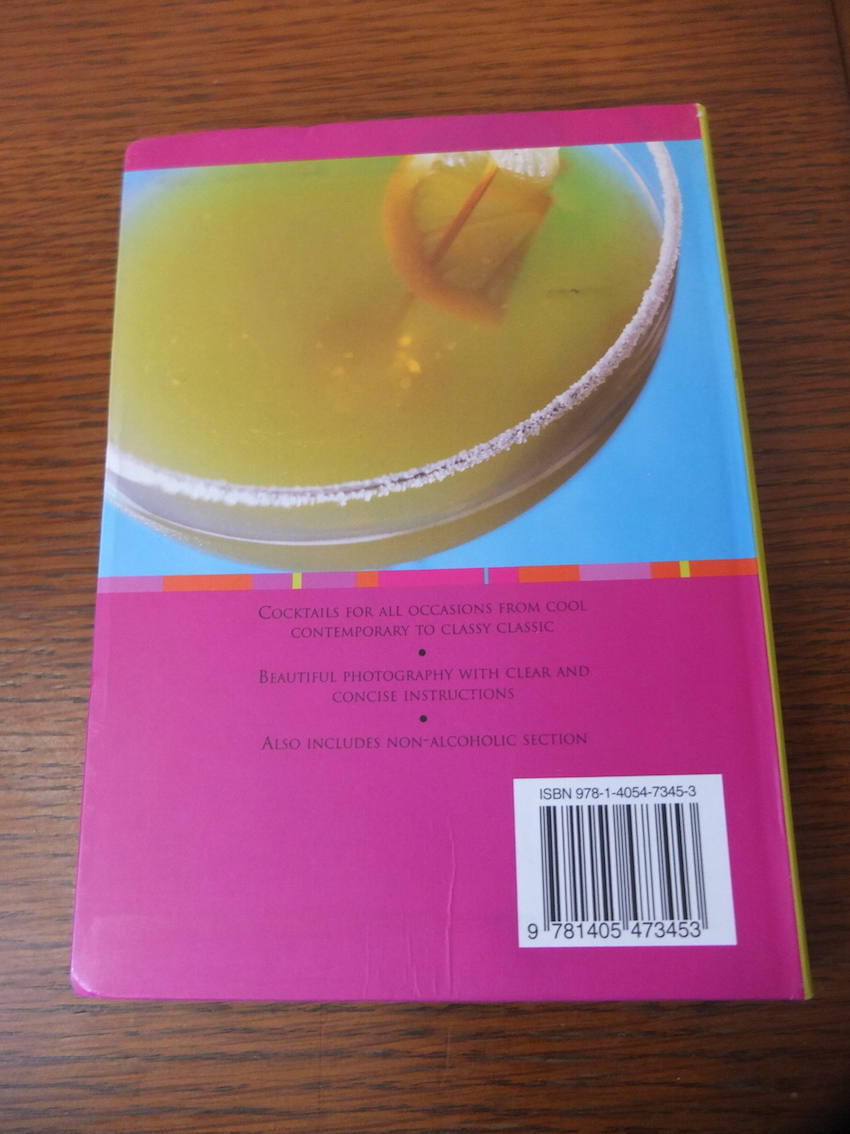 Cocktails for all occasions from cool
contemporary to classy classic
•
Beautiful photography with clear and
concise instructions
•
Also includes non-alcoholic section
ISBN 978-1-4054-7345-3
9 781405 473453